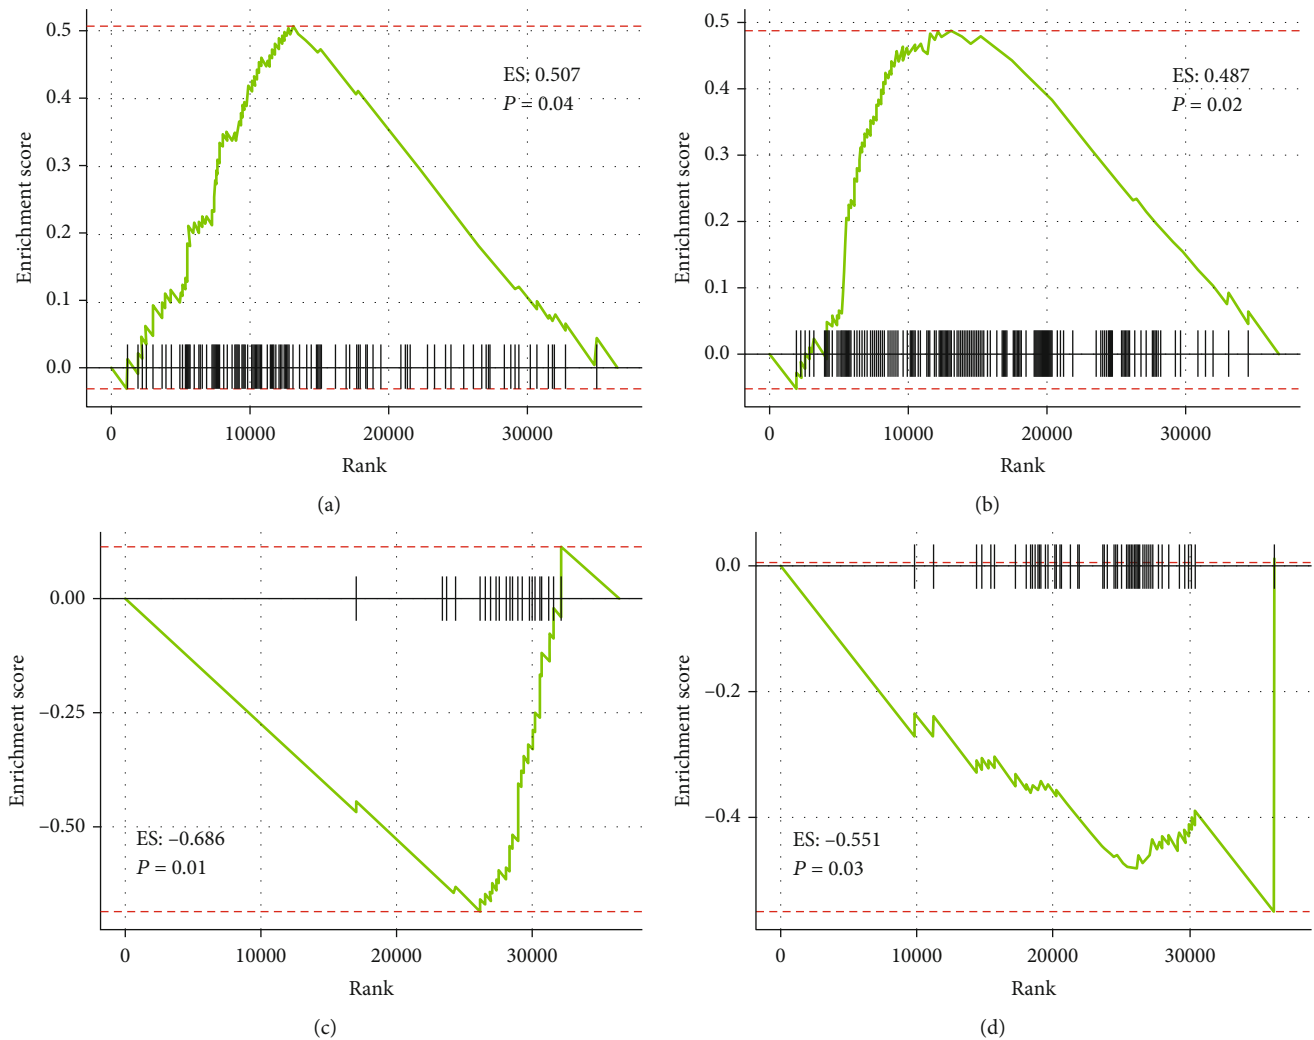 0.5
0.4
0.3
0.2
0.1
0.0
Enrichment score
ES: 0.507
P = 0.04
0
10000
20000
30000
Rank
(a)
0.5
0.4
0.3
0.2
0.1
0.0
Enrichment score
ES: 0.487
P = 0.02
0
10000
20000
30000
Rank
(b)
0.00
−0.25
−0.50
Enrichment score
ES: −0.686
P = 0.01
0
10000
20000
30000
Rank
(c)
0.0
−0.2
−0.4
Enrichment score
ES: −0.551
P = 0.03
0
10000
20000
30000
Rank
(d)